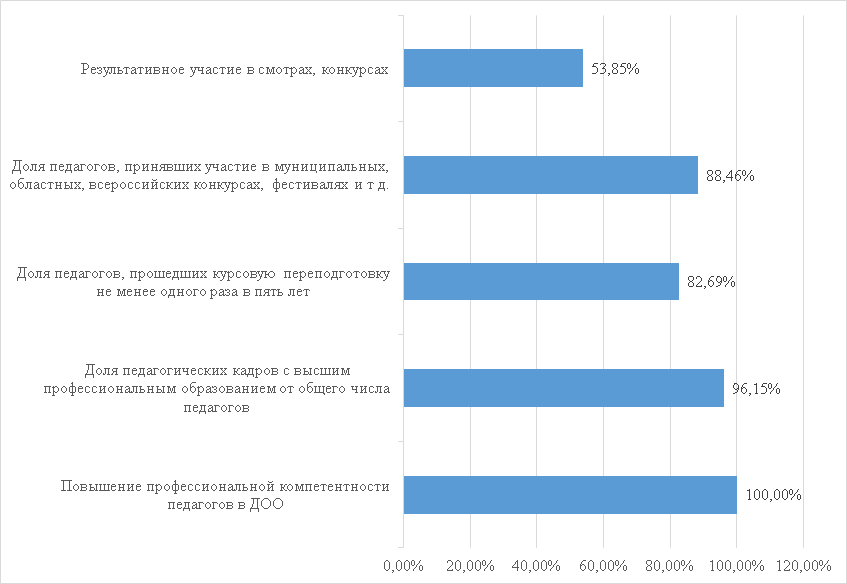 Результативное участие в смотрах, конкурсах
53,85%
Доля педагогов, принявших участие в муниципальных,
областных, всероссийских конкурсах, фестивалях и т д.
88,46%
Доля педагогов, прошедших курсовую переподготовку
не менее одного раза в пять лет
82,69%
Доля педагогических кадров с высшим
профессиональным образованием от общего числа
педагогов
96,15%
Повышение профессиональной компетентности
педагогов в ДОО
100,00%
0,00% 20,00% 40,00% 60,00% 80,00% 100,00% 120,00%